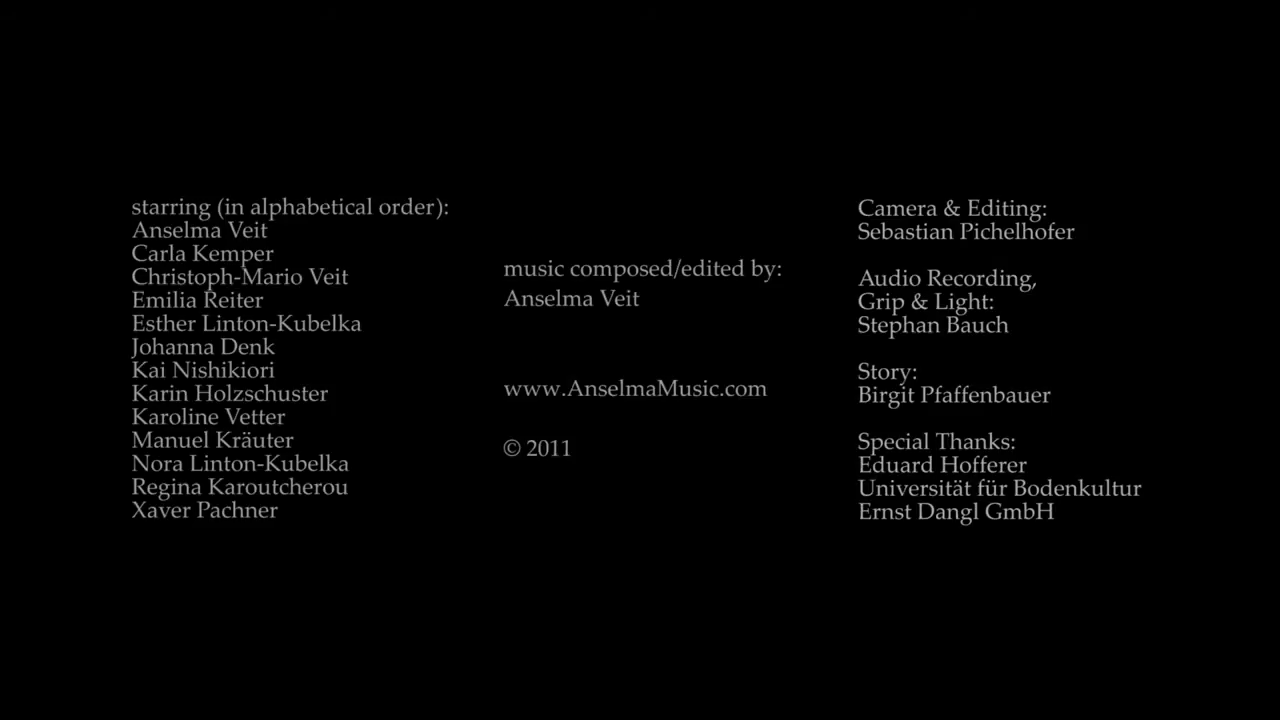 starring (in alphabetical order):
Anselma Veit
Carla Kemper
Christoph-Mario Veit
Emilia Reiter
Esther Linton-Kubelka
Johanna Denk
Kai Nishikiori
Karin Holzschuster
Karoline Vetter
Manuel Kräuter
Nora Linton-Kubelka
Regina Karoutcherou
Xaver Pachner
music composed/edited by:
Anselma Veit
www.AnselmaMusic.com
© 2011
Camera & Editing:
Sebastian Pichelhofer
Audio Recording,
Grip & Light:
Stephan Bauch
Story:
Birgit Pfaffenbauer
Special Thanks:
Eduard Hofferer
Universität für Bodenkultur
Ernst Dangl GmbH